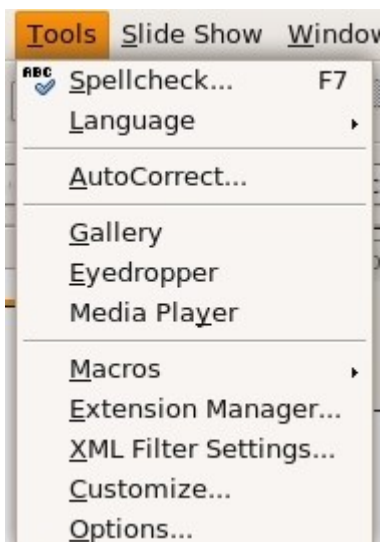 Tools Slide Show Window
ABC
Spellcheck... F7
Language
AutoCorrect...
Gallery
Eyedropper
Media Player
Macros
Extension Manager...
XML Filter Settings...
Customize...
Options...